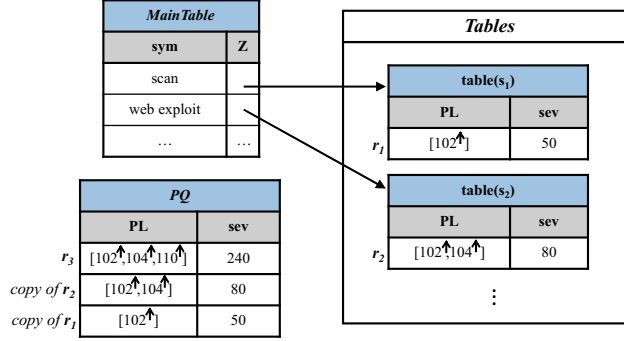 MainTable
sym Z
scan
web exploit
… …
Tables
table(s₁)
PL sev
r₁ [102↑] 50
table(s₂)
PL sev
r₂ [102↑,104↑] 80
⋮
PQ
PL sev
r₃ [102↑,104↑,110↑] 240
copy of r₂ [102↑,104↑] 80
copy of r₁ [102↑] 50